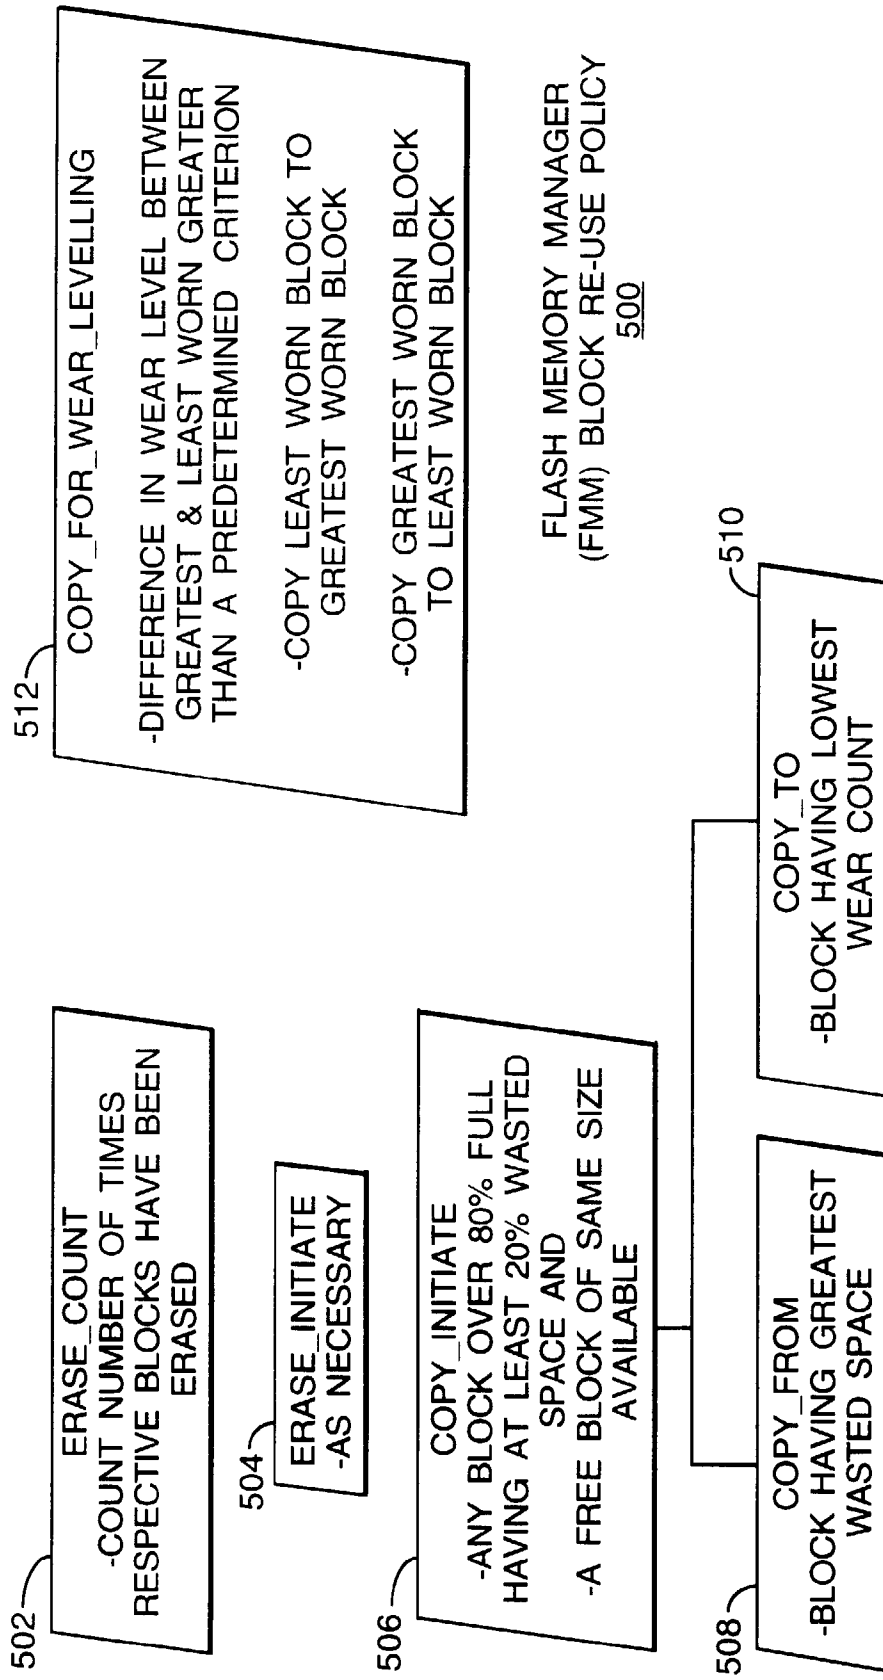 502
ERASE_COUNT
-COUNT NUMBER OF TIMES
RESPECTIVE BLOCKS HAVE BEEN
ERASED
504
ERASE_INITIATE
-AS NECESSARY
506
COPY_INITIATE
-ANY BLOCK OVER 80% FULL
HAVING AT LEAST 20% WASTED
SPACE AND
-A FREE BLOCK OF SAME SIZE
AVAILABLE
508
COPY_FROM
-BLOCK HAVING GREATEST
WASTED SPACE
510
COPY_TO
-BLOCK HAVING LOWEST
WEAR COUNT
512
COPY_FOR_WEAR_LEVELLING
-DIFFERENCE IN WEAR LEVEL BETWEEN
GREATEST & LEAST WORN GREATER
THAN A PREDETERMINED CRITERION
-COPY LEAST WORN BLOCK TO
GREATEST WORN BLOCK
-COPY GREATEST WORN BLOCK
TO LEAST WORN BLOCK
FLASH MEMORY MANAGER
(FMM) BLOCK RE-USE POLICY
500